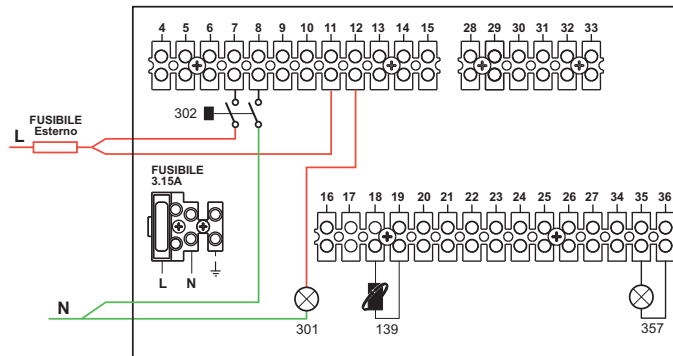 4 5 6 7 8 9 10 11 12 13 14 15 28 29 30 31 32 33
302
FUSIBILE
Esterno
L
FUSIBILE
3.15A
16 17 18 19 20 21 22 23 24 25 26 27 34 35 36
L N
N
301
139
357